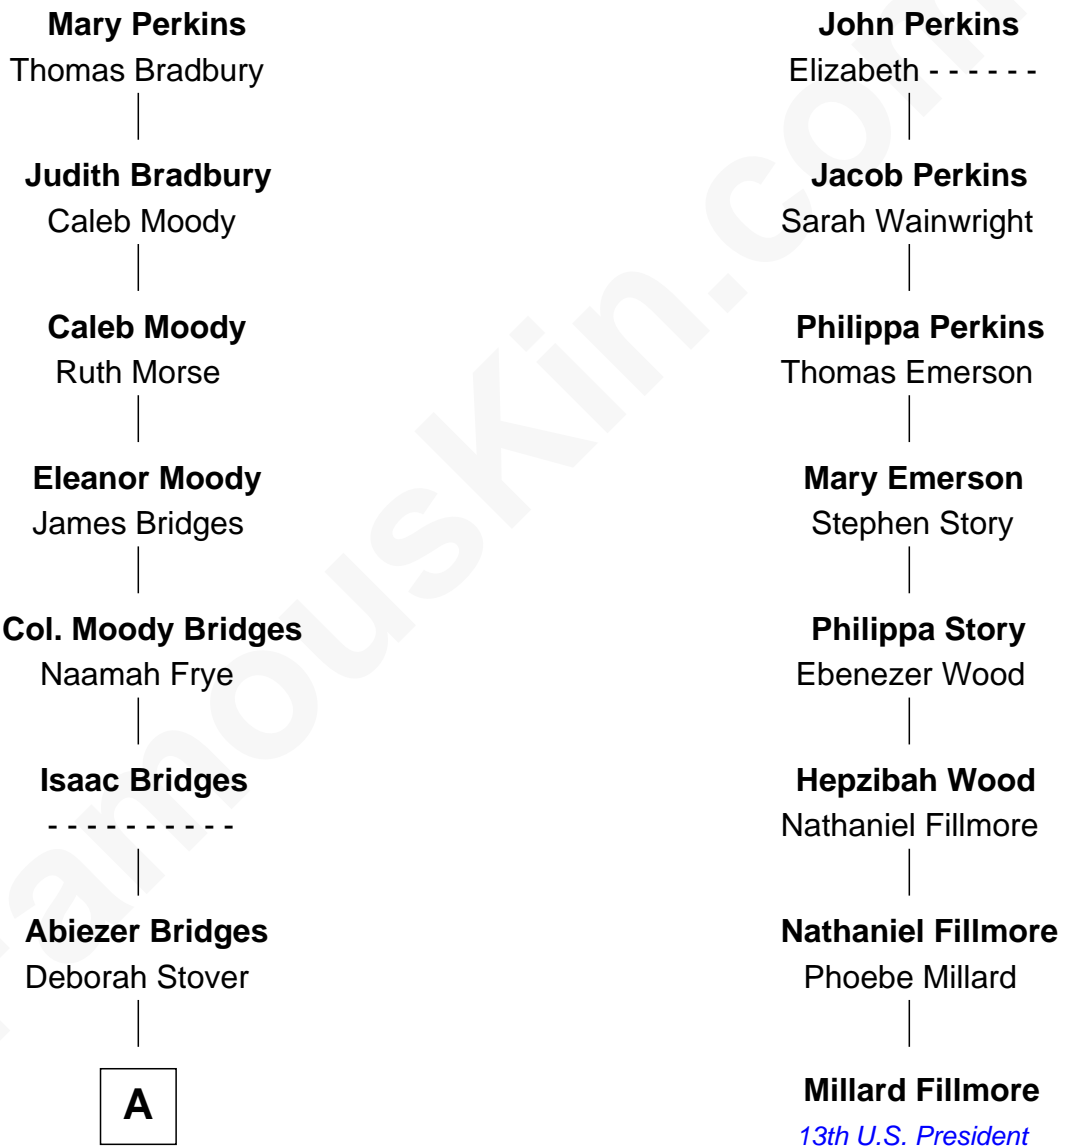 Mary Perkins
Thomas Bradbury
Judith Bradbury
Caleb Moody
Caleb Moody
Ruth Morse
Eleanor Moody
James Bridges
Col. Moody Bridges
Naamah Frye
Isaac Bridges
- - - - - - - - - -
Abiezer Bridges
Deborah Stover
A
John Perkins
Elizabeth - - - - - -
Jacob Perkins
Sarah Wainwright
Philippa Perkins
Thomas Emerson
Mary Emerson
Stephen Story
Philippa Story
Ebenezer Wood
Hepzibah Wood
Nathaniel Fillmore
Nathaniel Fillmore
Phoebe Millard
Millard Fillmore
13th U.S. President
FamousKin.com